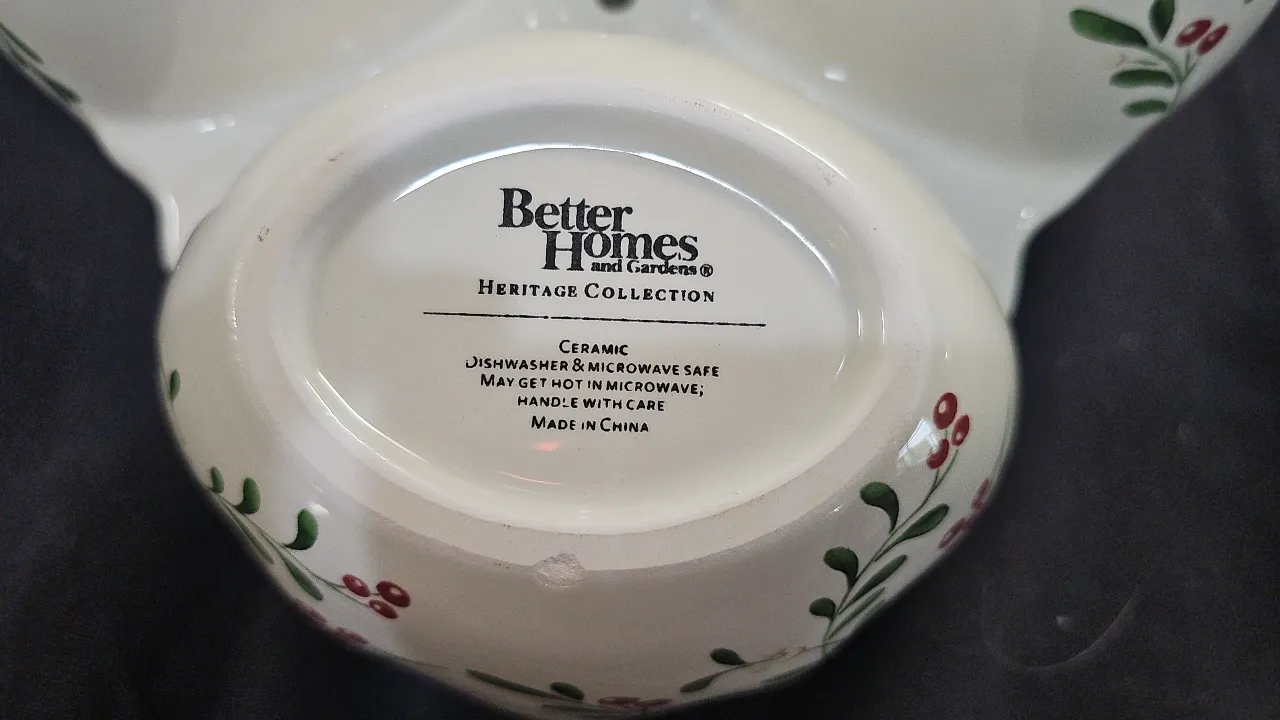 Better
Homes
and Gardens®
HERITAGE COLLECTION
CERAMIC
DISHWASHER & MICROWAVE SAFE
MAY GET HOT IN MICROWAVE;
HANDLE WITH CARE
MADE IN CHINA